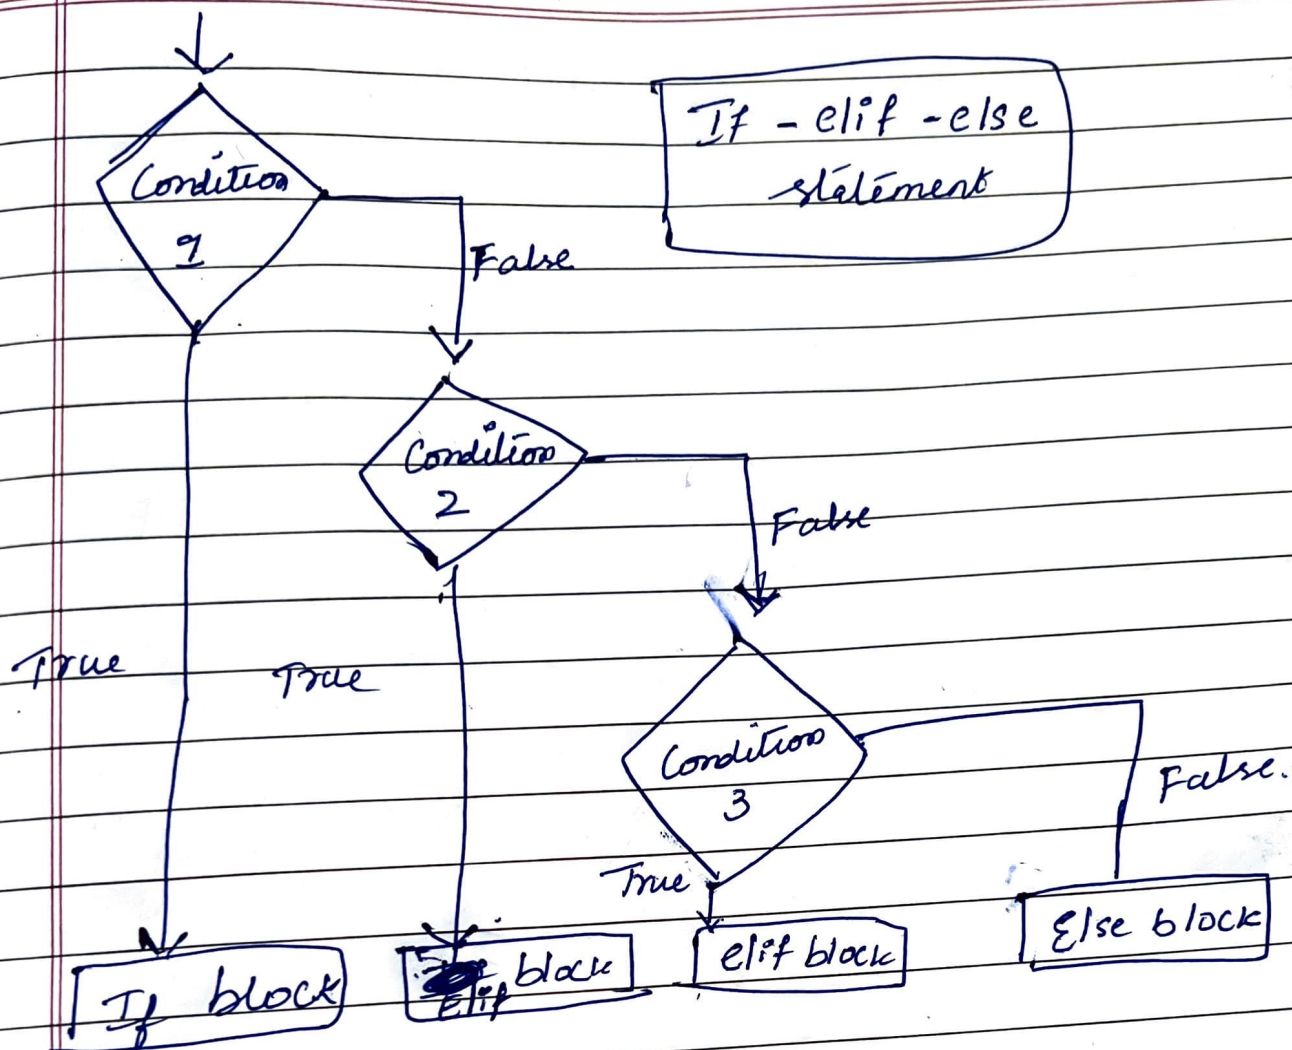 If - elif - else
statement
Condition
1
False
Condition
2
False
True
True
Condition
3
False.
True
If block
elif block
elif block
Else block